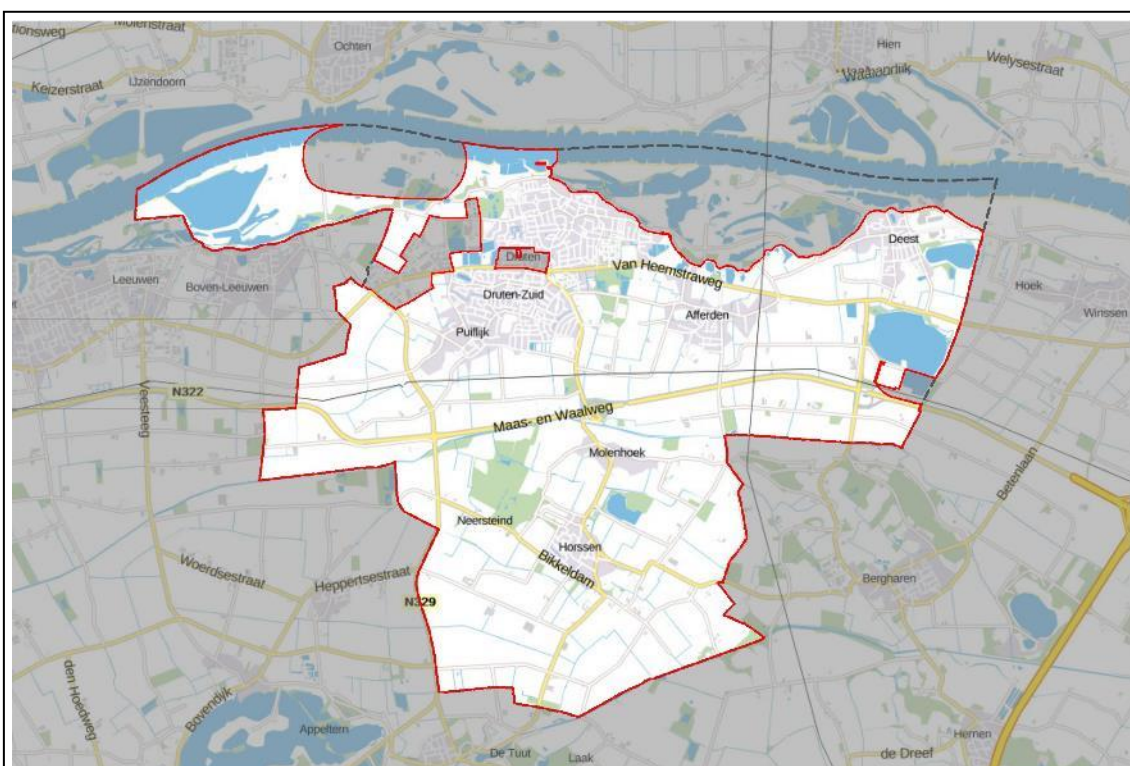 tionsweg
Molenstraat
Ochten
Hien
Waalbandijk
Welysestraat
Keizerstraat
IJzendoorn
Deest
Druten
Van Heemstraweg
Leeuwen
Boven-Leeuwen
Hoek
Druten-Zuid
Afferden
Winssen
Puiflijk
Veesteeg
N322
Maas- en Waalweg
Molenhoek
Betenlaan
Neersteind
Horssen
Bikkeldam
Woerdsestraat
Heppertsestraat
Bergharen
N329
den Hoedweg
Bovendijk
Appeltern
De Tuut
Laak
de Dreef
Hernen